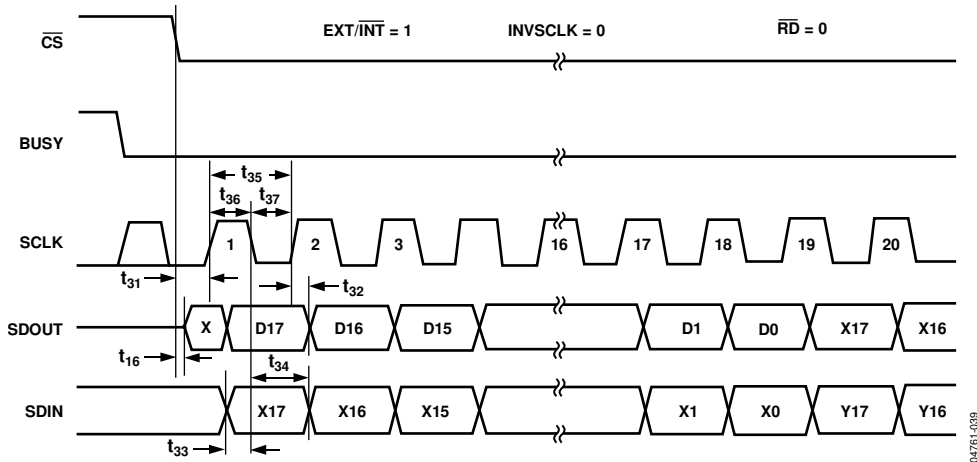 EXT/INT = 1 INVSCLK = 0 RD = 0
CS
BUSY
t35
t36 t37
SCLK 1 2 3 16 17 18 19 20
t31
t32
SDOUT X D17 D16 D15 D1 D0 X17 X16
t16
t34
SDIN X17 X16 X15 X1 X0 Y17 Y16
t33
04761-039